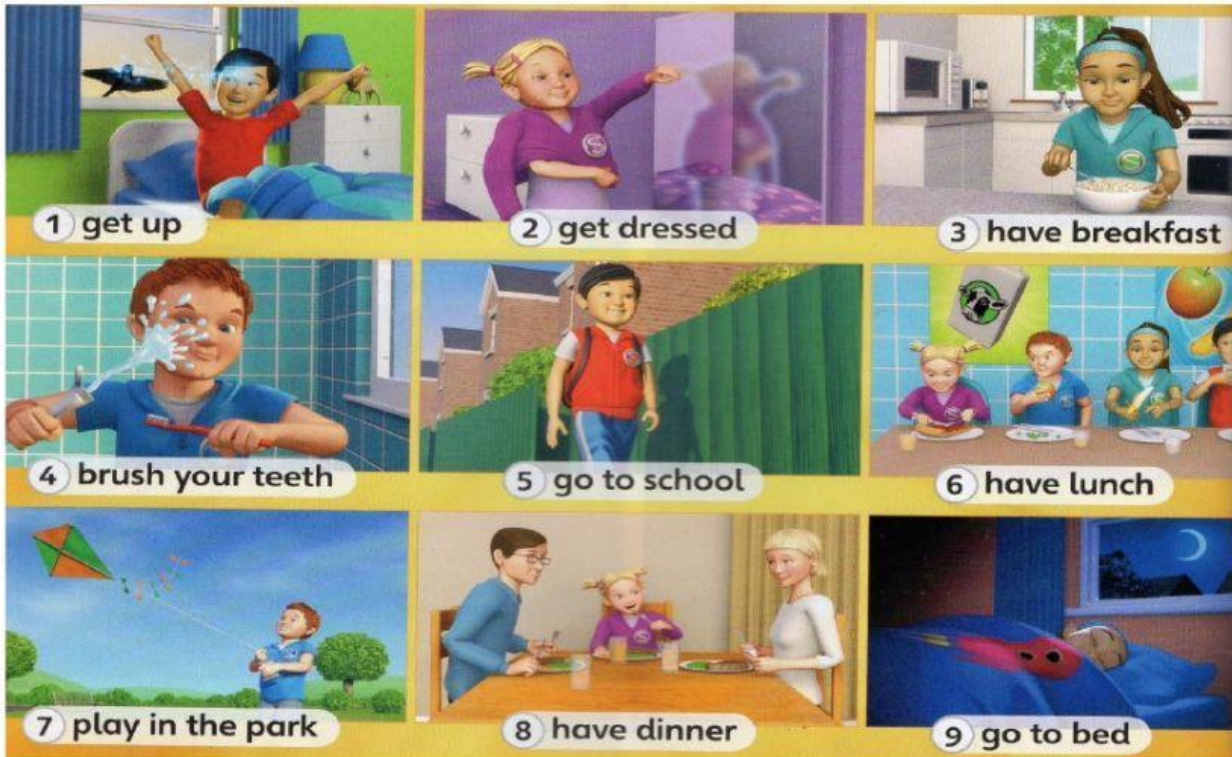 1 get up
2 get dressed
3 have breakfast
4 brush your teeth
5 go to school
6 have lunch
7 play in the park
8 have dinner
9 go to bed